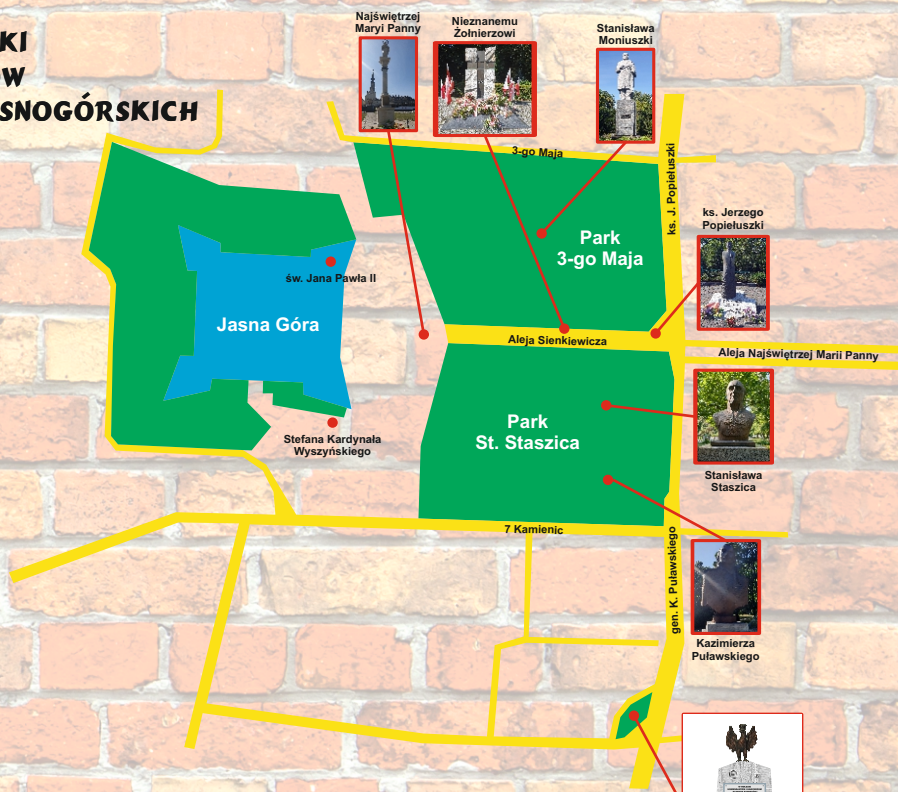 KI
W
SNOGÓRSKICH
Najświętrzej
Maryi Panny
Nieznanemu
Żołnierzowi
Stanisława
Moniuszki
3-go Maja
ks. J. Popiełuszki
ks. Jerzego
Popiełuszki
Park
3-go Maja
św. Jana Pawła II
Jasna Góra
Aleja Sienkiewicza
Aleja Najświętrzej Marii Panny
Park
St. Staszica
Stefana Kardynała
Wyszyńskiego
Stanisława
Staszica
7 Kamienic
gen. K. Puławskiego
Kazimierza
Puławskiego